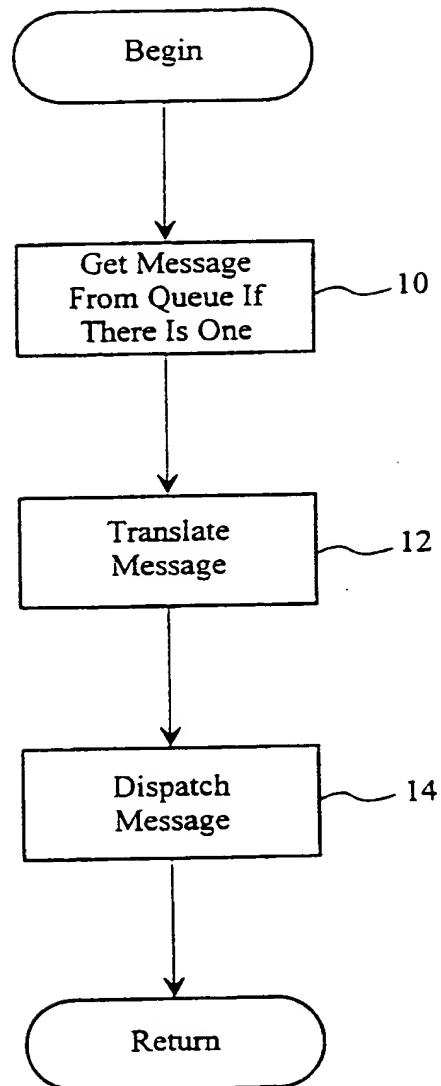 Begin
Get Message
From Queue If
There Is One
10
Translate
Message
12
Dispatch
Message
14
Return